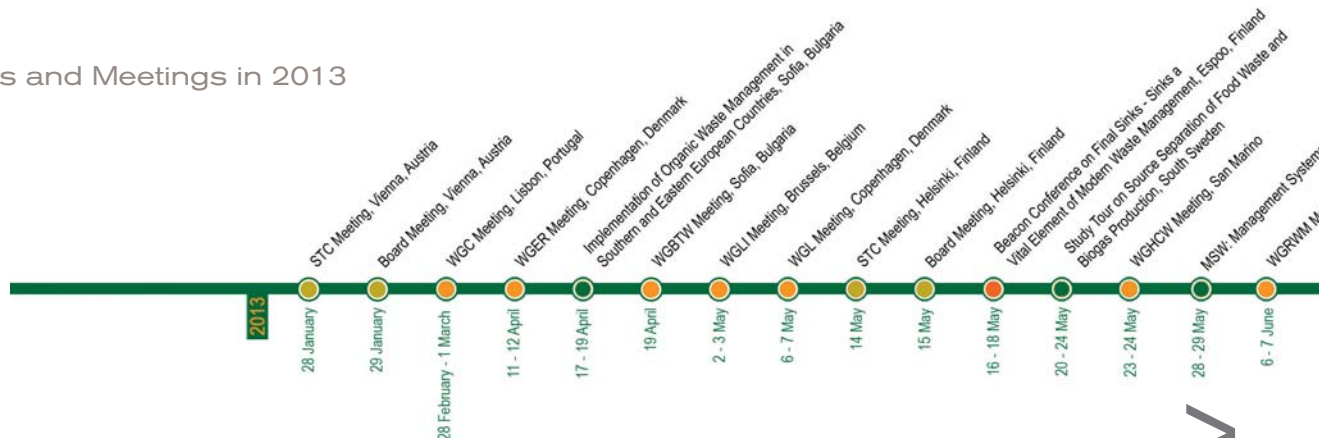 s and Meetings in 2013
2013
STC Meeting, Vienna, Austria
28 January
Board Meeting, Vienna, Austria
29 January
WGC Meeting, Lisbon, Portugal
28 February - 1 March
WGER Meeting, Copenhagen, Denmark
11 - 12 April
Implementation of Organic Waste Management in
Southern and Eastern European Countries, Sofia, Bulgaria
17 - 19 April
WGBTW Meeting, Sofia, Bulgaria
19 April
WGLI Meeting, Brussels, Belgium
2 - 3 May
WGL Meeting, Copenhagen, Denmark
6 - 7 May
STC Meeting, Helsinki, Finland
14 May
Board Meeting, Helsinki, Finland
15 May
Beacon Conference on Final Sinks - Sinks a
Vital Element of Modern Waste Management, Espoo, Finland
16 - 18 May
Study Tour on Source Separation of Food Waste and
Biogas Production, South Sweden
20 - 24 May
WGHCW Meeting, San Marino
23 - 24 May
MSW: Management Systems
28 - 29 May
WGRWM M
6 - 7 June